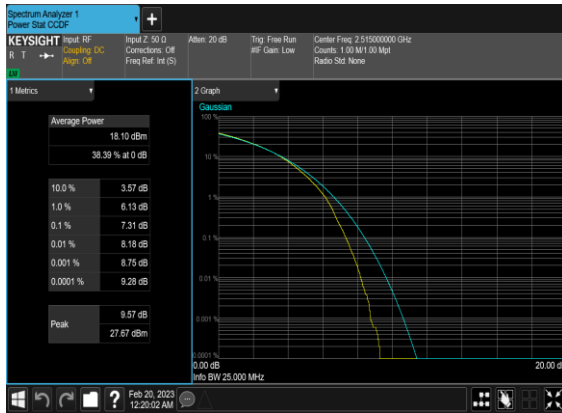 Spectrum Analyzer 1
Power Stat CCDF
+
KEYSIGHT
R T
LXI
Input: RF
Coupling: DC
Align: Off
Input Z: 50 Ω
Corrections: Off
Freq Ref: Int (S)
Atten: 20 dB
Trig: Free Run
#IF Gain: Low
Center Freq: 2.515000000 GHz
Counts: 1.00 M/1.00 Mpt
Radio Std: None
1 Metrics
Average Power
18.10 dBm
38.39 % at 0 dB
10.0 % 3.57 dB
1.0 % 6.13 dB
0.1 % 7.31 dB
0.01 % 8.18 dB
0.001 % 8.75 dB
0.0001 % 9.28 dB
Peak 9.57 dB
27.67 dBm
2 Graph
Gaussian
100 %
10 %
1 %
0.1 %
0.01 %
0.001 %
0.0001 %
0.00 dB
20.00 d
Info BW 25.000 MHz
?
Feb 20, 2023
12:20:02 AM